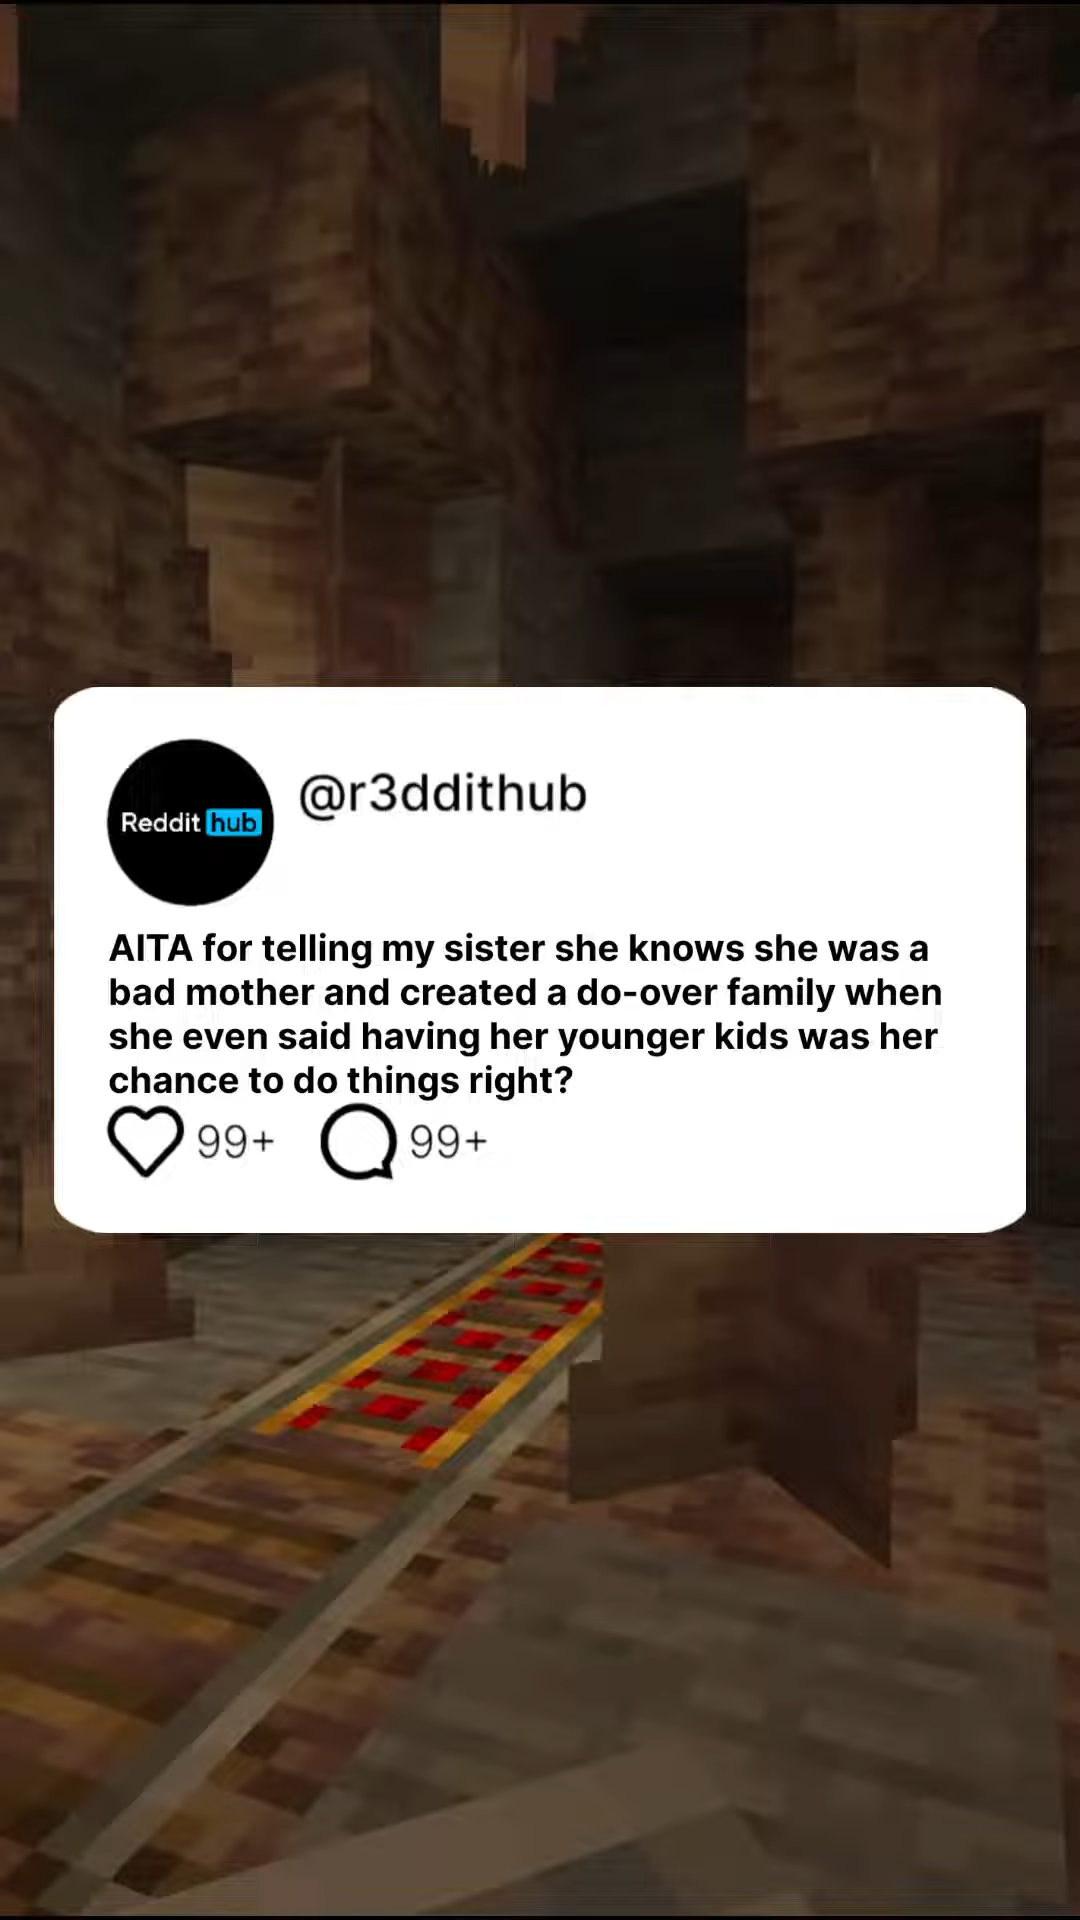 Reddit hub
@r3ddithub
AITA for telling my sister she knows she was a
bad mother and created a do-over family when
she even said having her younger kids was her
chance to do things right?
99+ 99+